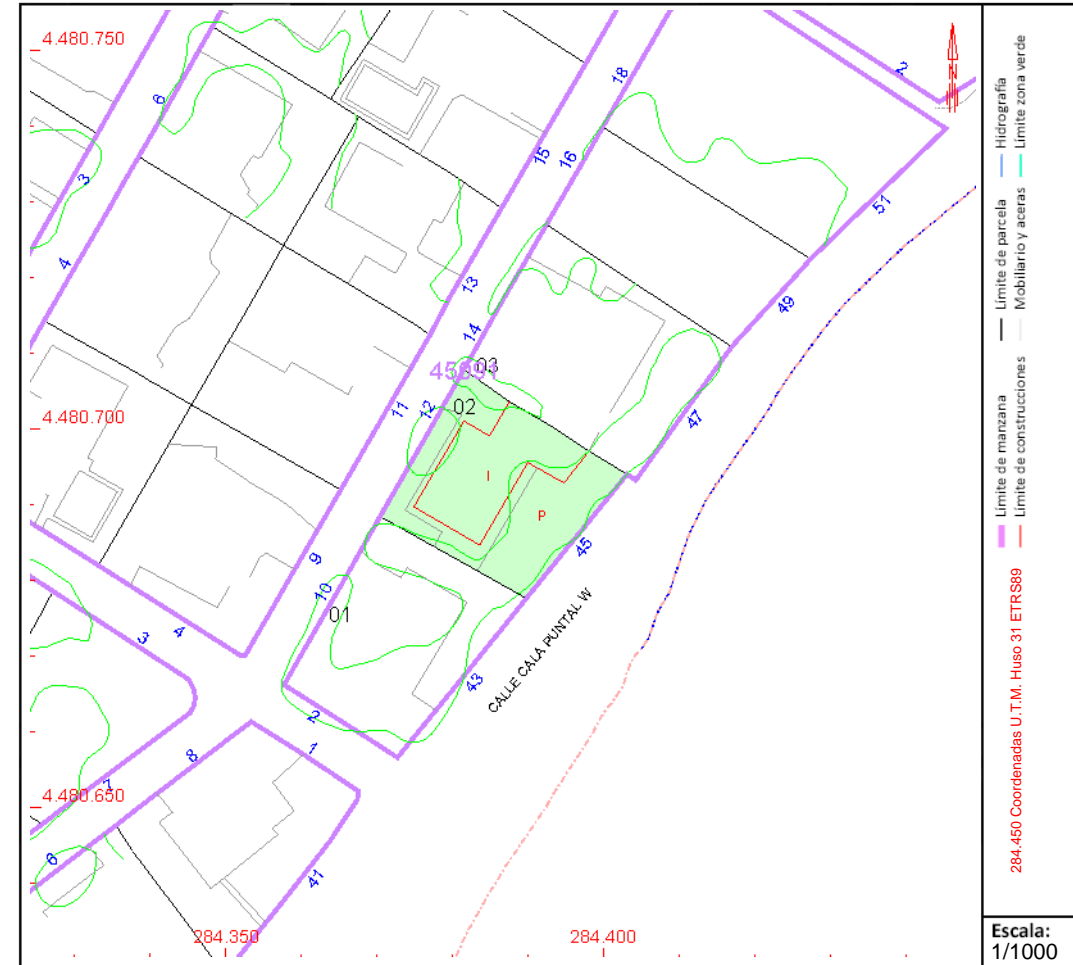 4.480.750
18
2
6
15
16
3
51
4
13
49
14
03
11
12
02
4.480.700
47
I
P
45
9
10
01
CALLE CALA PUNTAL W
3
4
43
2
1
8
7
4.480.650
6
41
284.350
284.400
N
Hidrografía
Límite zona verde
Límite de parcela
Mobiliario y aceras
Límite de manzana
Límite de construcciones
284.450 Coordenadas U.T.M. Huso 31 ETRS89
Escala:
1/1000